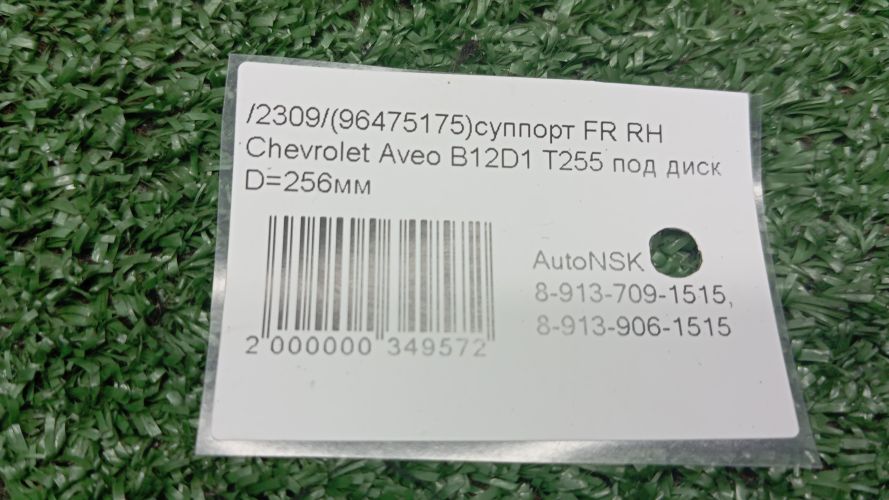 /2309/(96475175)суппорт FR RH
Chevrolet Aveo B12D1 T255 под диск
D=256мм
AutoNSK
8-913-709-1515,
8-913-906-1515
2 000000 349572